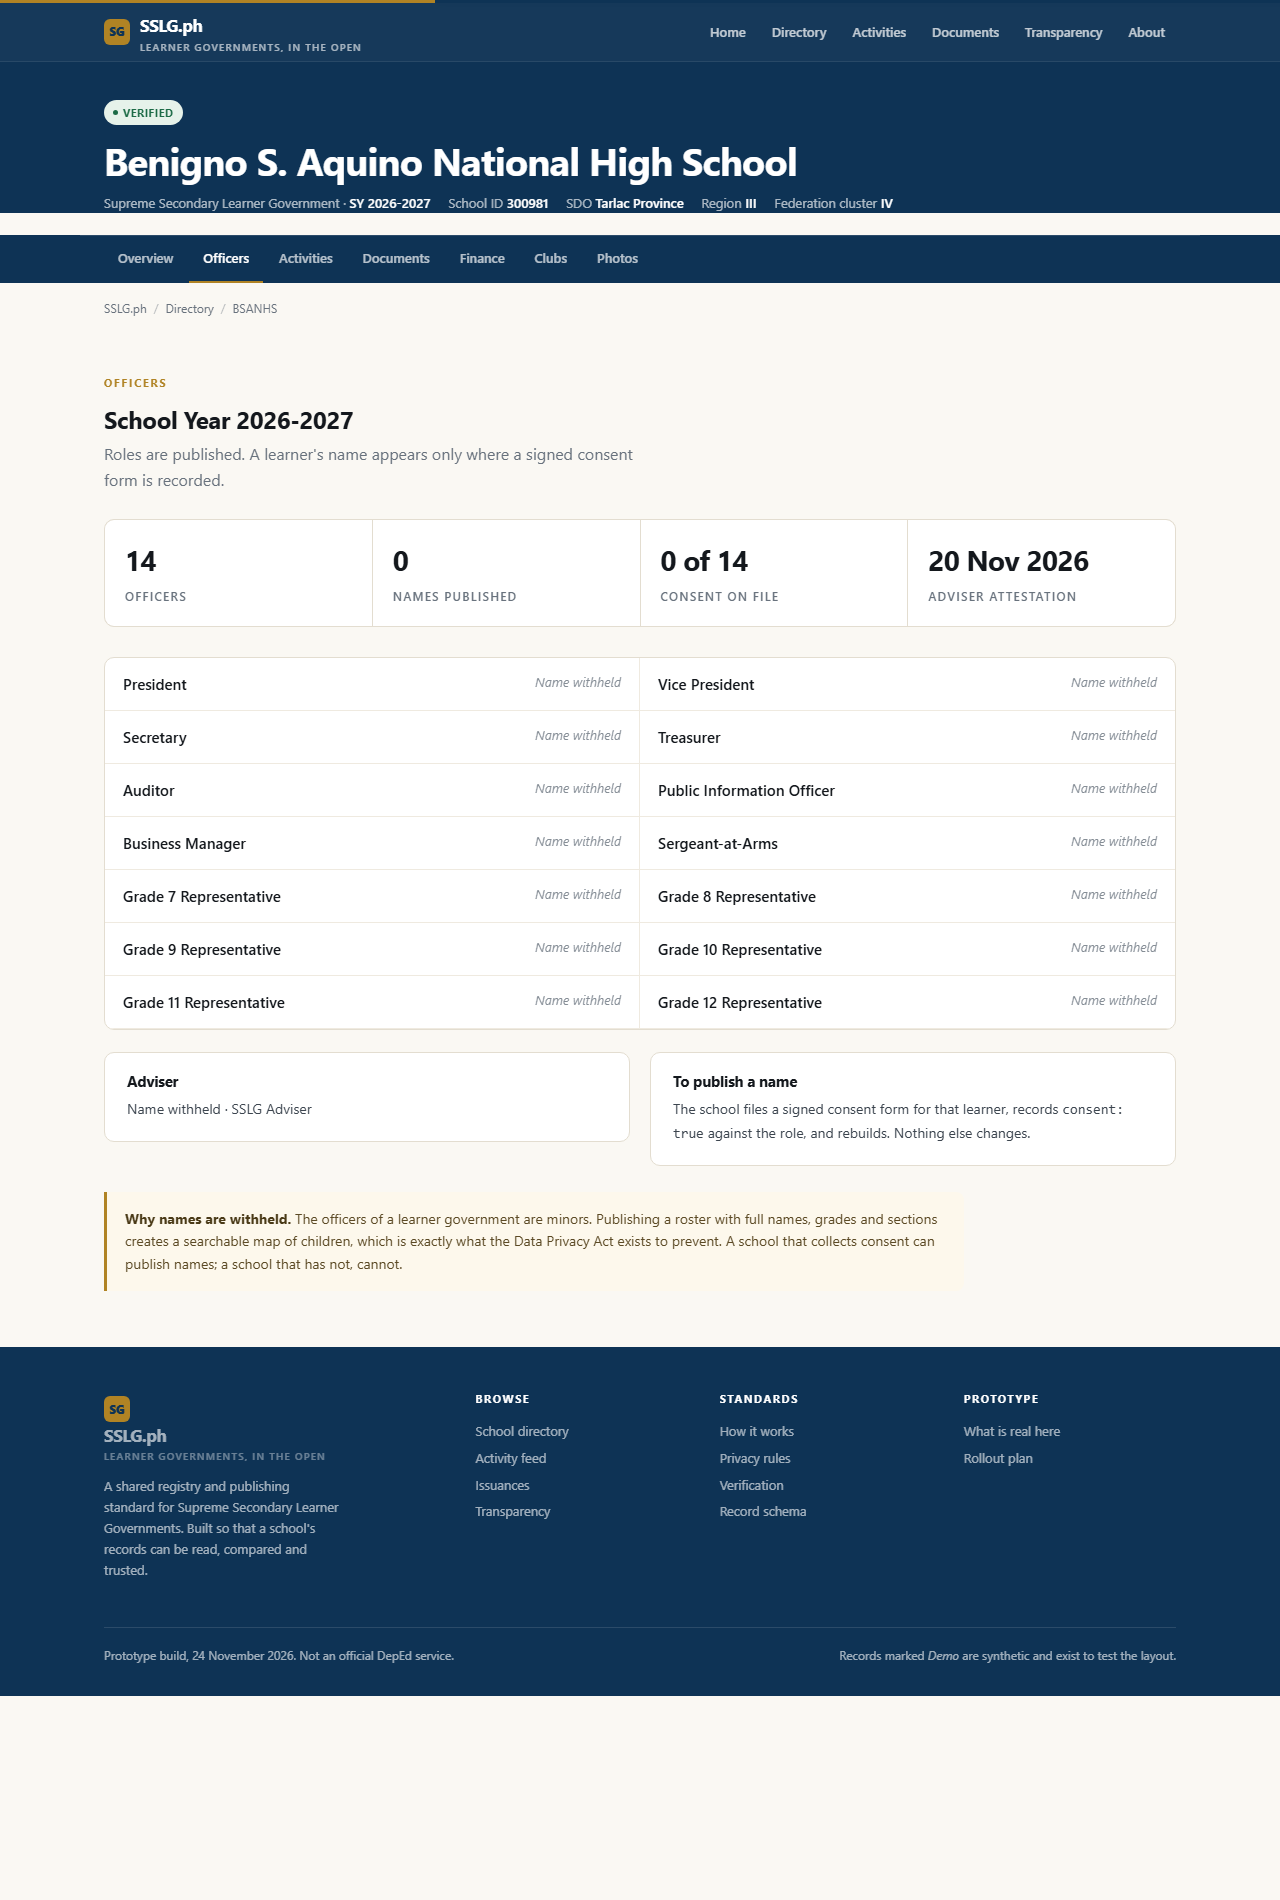 SG
SSLG.ph
LEARNER GOVERNMENTS, IN THE OPEN
Home Directory Activities Documents Transparency About
VERIFIED
Benigno S. Aquino National High School
Supreme Secondary Learner Government · SY 2026-2027 School ID 300981 SDO Tarlac Province Region III Federation cluster IV
Overview Officers Activities Documents Finance Clubs Photos
SSLG.ph / Directory / BSANHS
OFFICERS
School Year 2026-2027
Roles are published. A learner's name appears only where a signed consent
form is recorded.
14 0 0 of 14 20 Nov 2026
OFFICERS NAMES PUBLISHED CONSENT ON FILE ADVISER ATTESTATION
President Name withheld Vice President Name withheld
Secretary Name withheld Treasurer Name withheld
Auditor Name withheld Public Information Officer Name withheld
Business Manager Name withheld Sergeant-at-Arms Name withheld
Grade 7 Representative Name withheld Grade 8 Representative Name withheld
Grade 9 Representative Name withheld Grade 10 Representative Name withheld
Grade 11 Representative Name withheld Grade 12 Representative Name withheld
Adviser
Name withheld · SSLG Adviser
To publish a name
The school files a signed consent form for that learner, records consent:
true against the role, and rebuilds. Nothing else changes.
Why names are withheld. The officers of a learner government are minors. Publishing a roster with full names, grades and sections
creates a searchable map of children, which is exactly what the Data Privacy Act exists to prevent. A school that collects consent can
publish names; a school that has not, cannot.
SG
SSLG.ph
LEARNER GOVERNMENTS, IN THE OPEN
A shared registry and publishing
standard for Supreme Secondary Learner
Governments. Built so that a school's
records can be read, compared and
trusted.
BROWSE
School directory
Activity feed
Issuances
Transparency
STANDARDS
How it works
Privacy rules
Verification
Record schema
PROTOTYPE
What is real here
Rollout plan
Prototype build, 24 November 2026. Not an official DepEd service.
Records marked Demo are synthetic and exist to test the layout.